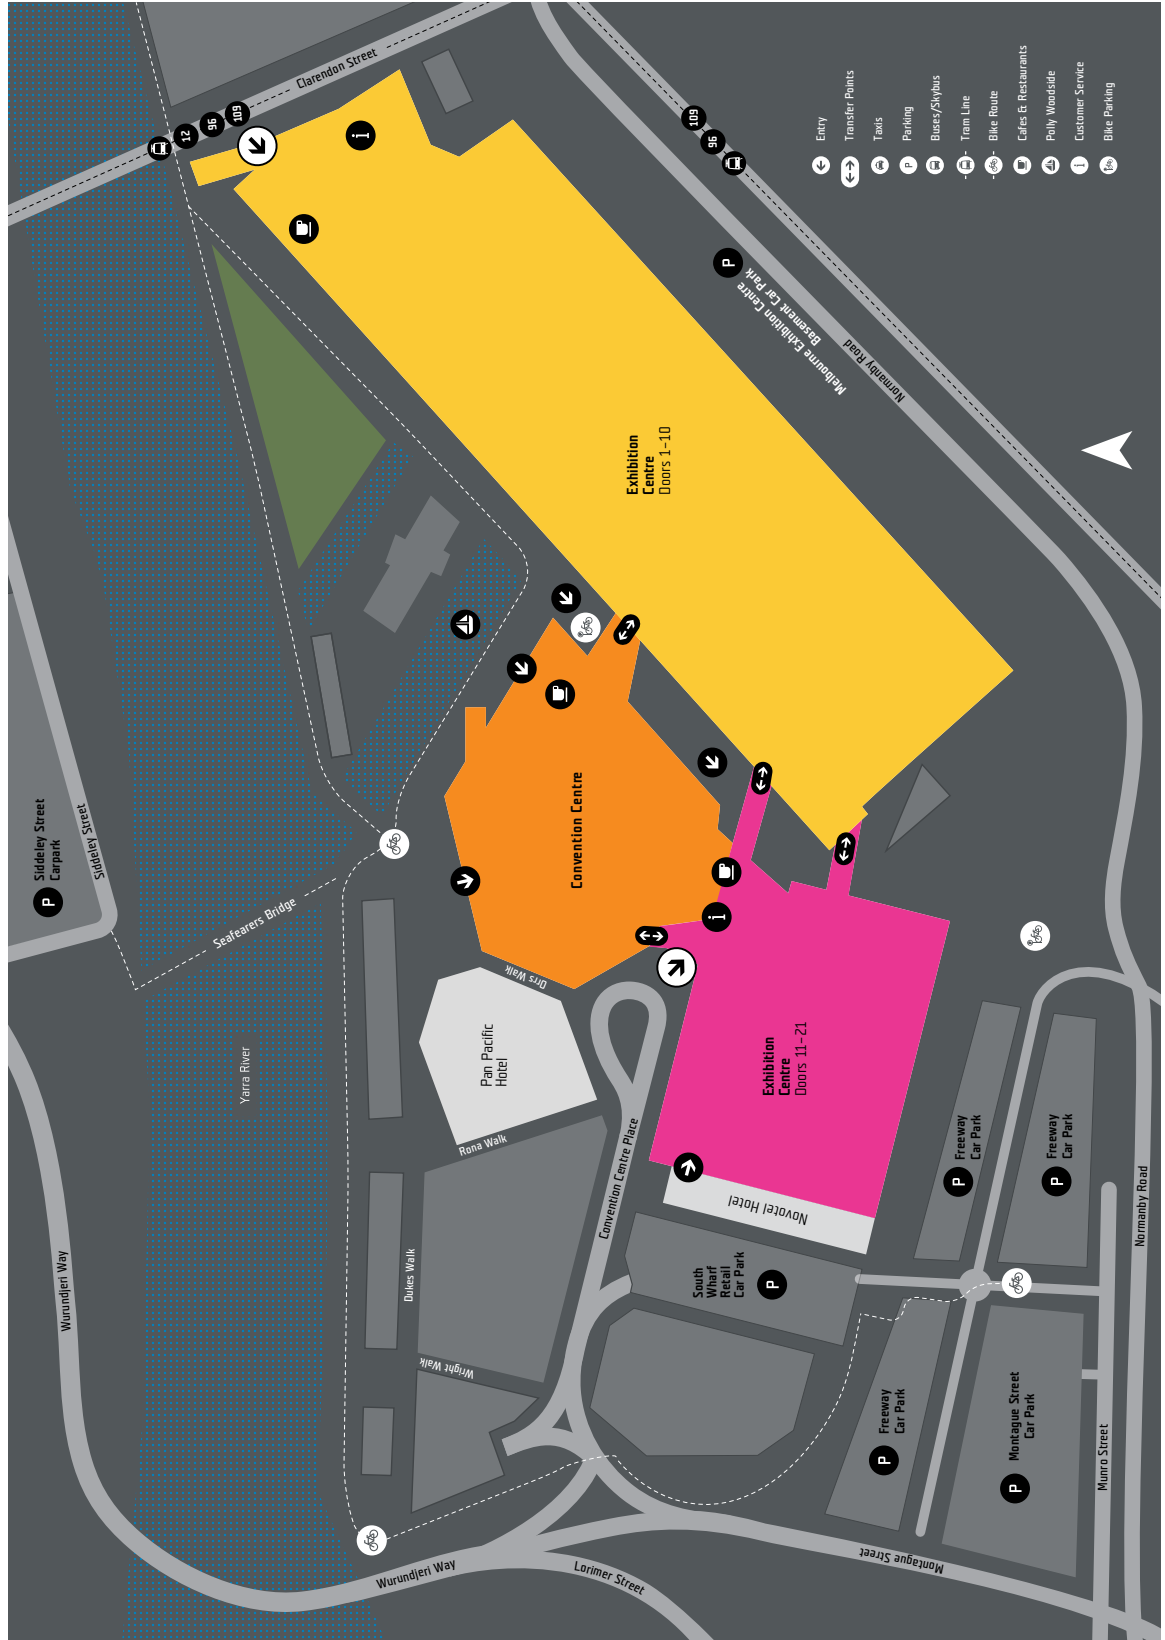 Clarendon Street
12
96
109
109
96
Entry
Transfer Points
Taxis
Parking
P
Buses/Skybus
Tram Line
Bike Route
Cafes & Restaurants
Polly Woodside
Customer Service
i
Bike Parking
i
P
Melbourne Exhibition Centre
Basement Car Park
Normanby Road
Exhibition
Centre
Doors 1–10
Siddeley Street
Carpark
P
Siddeley Street
Seafearers Bridge
Yarra River
Convention Centre
i
Orrs Walk
Pan Pacific
Hotel
Rona Walk
Convention Centre Place
Exhibition
Centre
Doors 11–21
Novotel Hotel
Freeway
Car Park
P
Freeway
Car Park
P
Normanby Road
South
Wharf
Retail
Car Park
P
Dukes Walk
Wright Walk
Wurundjeri Way
Freeway
Car Park
P
Montague Street
Car Park
P
Munro Street
Wurundjeri Way
Lorimer Street
Montague Street